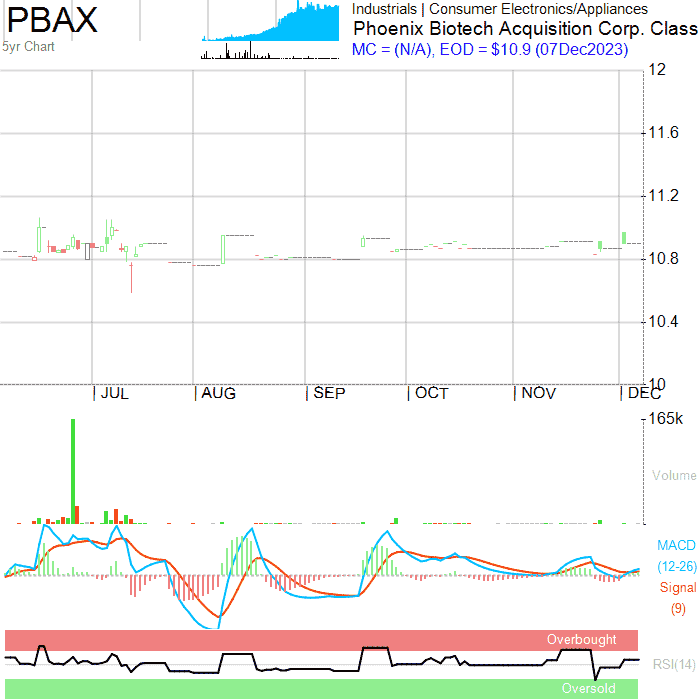 PBAX
5yr Chart
Industrials | Consumer Electronics/Appliances
Phoenix Biotech Acquisition Corp. Class
MC = (N/A), EOD = $10.9 (07Dec2023)
12
11.6
11.2
10.8
10.4
10
JUL
AUG
SEP
OCT
NOV
DEC
165k
Volume
MACD
(12-26)
Signal
(9)
Overbought
RSI(14)
Oversold